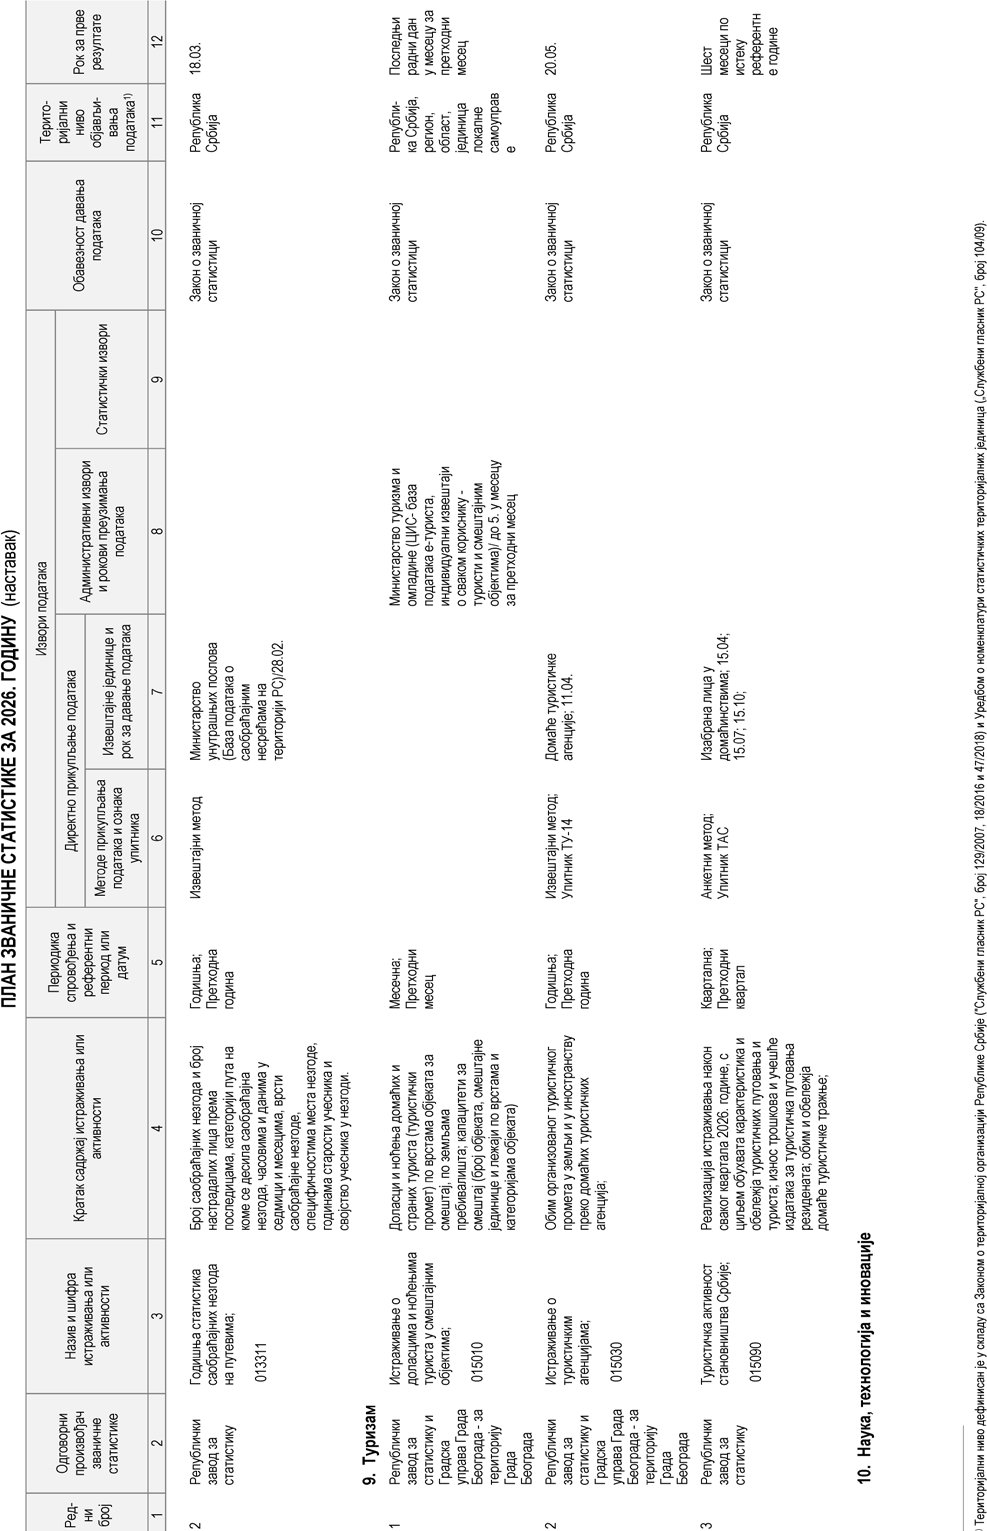 ПЛАН ЗВАНИЧНЕ СТАТИСТИКЕ ЗА 2026. ГОДИНУ (наставак)
Ред-
ни
број
Одговорни
произвођач
званичне
статистике
Назив и шифра
истраживања или
активности
Кратак садржај истраживања или
активности
Периодика
спровођења и
референтни
период или
датум
Извори података
Директно прикупљање података
Методе прикупљања
података и ознака
упитника
Извештајне јединице и
рок за давање података
Административни извори
и рокови преузимања
података
Статистички извори
Обавезност давања
података
Терито-
ријални
ниво
објављи-
вања
података1)
Рок за прве
резултате
1 2 3 4 5 6 7 8 9 10 11 12
2
Републички
завод за
статистику
Годишња статистика
саобраћајних незгода
на путевима;
013311
Број саобраћајних незгода и број
настрадалих лица према
последицама, категорији пута на
коме се десила саобраћајна
незгода, часовима и данима у
седмици и месецима, врсти
саобраћајне незгоде,
специфичностима места незгоде,
годинама старости учесника и
својство учесника у незгоди.
Годишња;
Претходна
година
Извештајни метод
Министарство
унутрашњих послова
(База података о
саобраћајним
несрећама на
територији РС)/28.02.
Закон о званичној
статистици
Република
Србија
18.03.
9. Туризам
1
Републички
завод за
статистику и
Градска
управа Града
Београда - за
територију
Града
Београда
Истраживање о
доласцима и ноћењима
туриста у смештајним
објектима;
015010
Доласци и ноћења домаћих и
страних туриста (туристички
промет) по врстама објеката за
смештај, по земљама
пребивалишта; капацитети за
смештај (број објеката, смештајне
јединице и лежаји по врстама и
категоријама објеката)
Месечна;
Претходни
месец
Министарство туризма и
омладине (ЦИС- база
података е-туриста,
индивидуални извештаји
о сваком кориснику -
туристи и смештајним
објектима)/ до 5. у месецу
за претходни месец
Закон о званичној
статистици
Републи-
ка Србија,
регион,
област,
јединица
локалне
самоуправ
е
Последњи
радни дан
у месецу за
претходни
месец
2
Републички
завод за
статистику и
Градска
управа Града
Београда - за
територију
Града
Београда
Истраживање о
туристичким
агенцијама;
015030
Обим организованог туристичког
промета у земљи и у иностранству
преко домаћих туристичких
агенција;
Годишња;
Претходна
година
Извештајни метод;
Упитник ТУ-14
Домаће туристичке
агенције; 11.04.
Закон о званичној
статистици
Република
Србија
20.05.
3
Републички
завод за
статистику
Туристичка активност
становништва Србије;
015090
Реализација истраживања након
сваког квартала 2026. године, с
циљем обухвата карактеристика и
обележја туристичких путовања и
туриста; износ трошкова и учешће
издатака за туристичка путовања
резидената; обим и обележја
домаће туристичке тражње;
Квартална;
Претходни
квартал
Анкетни метод;
Упитник ТАС
Изабрана лица у
домаћинствима; 15.04;
15.07; 15.10;
Закон о званичној
статистици
Република
Србија
Шест
месеци по
истеку
референтн
е године
10. Наука, технологија и иновације
) Територијални ниво дефинисан је у складу са Законом о територијалној организацији Републике Србије ("Службени гласник РС", број 129/2007, 18/2016 и 47/2018) и Уредбом о номенклатури статистичких територијалних јединица („Службени гласник РС", број 104/09).